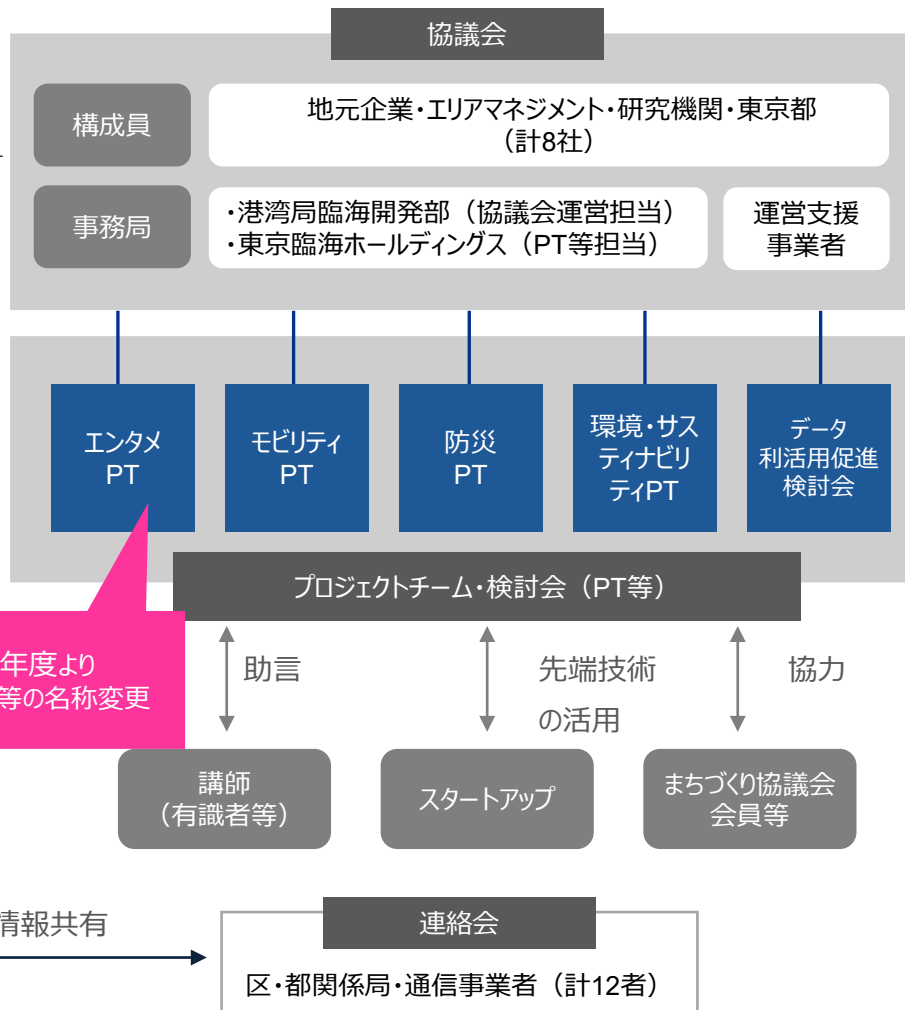 協議会
構成員
地元企業・エリアマネジメント・研究機関・東京都
（計8社）
事務局
・港湾局臨海開発部（協議会運営担当）
・東京臨海ホールディングス（PT等担当）
運営支援
事業者
エンタメ
PT
モビリティ
PT
防災
PT
環境・サス
ティナビリ
ティPT
データ
利活用促進
検討会
プロジェクトチーム・検討会（PT等）
年度より
等の名称変更
助言
先端技術
の活用
協力
講師
（有識者等）
スタートアップ
まちづくり協議会
会員等
情報共有
連絡会
区・都関係局・通信事業者（計12者）